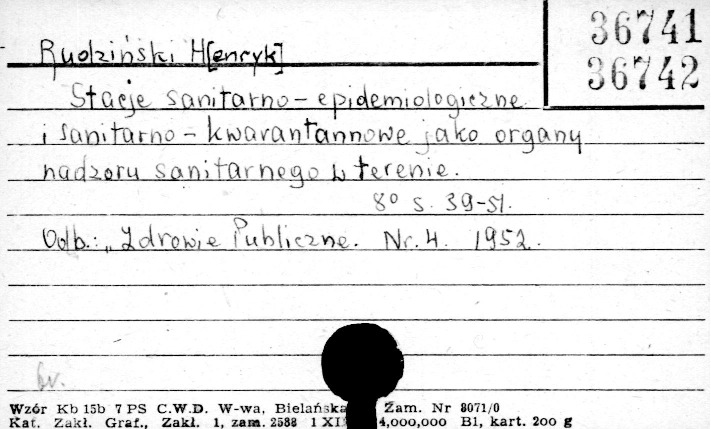 36741
36742
Rudziński H[enryk]
Stacje sanitarno-epidemiologiczne
i sanitarno-kwarantannowe jako organy
nadzoru sanitarnego w terenie.
8° s. 39-51.
Odb.: „Zdrowie Publiczne. Nr. 4. 1952.
br.
Wzór Kb 15b 7 PS C.W.D. W-wa, Bielańska Zam. Nr 8071/0
Kat. Zakł. Graf., Zakł. 1, zam. 2588 1 XI 4,000,000 B1, kart. 200 g